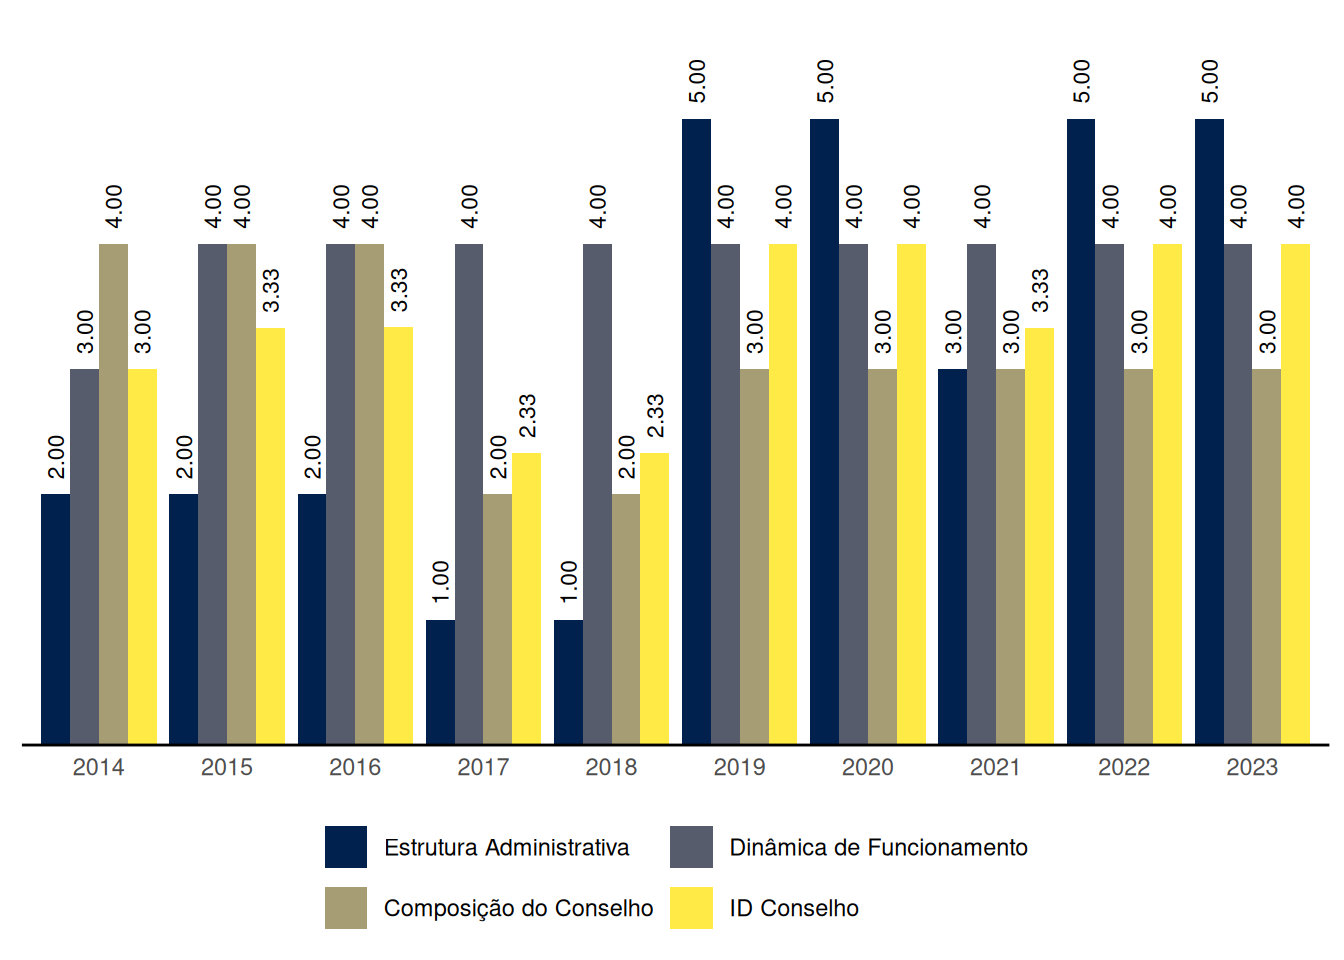 5.00 5.00 5.00 5.00
4.00 4.00 4.00 4.00 4.00 4.00 4.00 4.00 4.00 4.00 4.00 4.00 4.00 4.00 4.00 4.00 4.00
3.33 3.33 3.33
3.00 3.00 3.00 3.00 3.00 3.00 3.00 3.00
2.33 2.33
2.00 2.00 2.00 2.00 2.00
1.00 1.00
2014 2015 2016 2017 2018 2019 2020 2021 2022 2023
Estrutura Administrativa Dinâmica de Funcionamento
Composição do Conselho ID Conselho